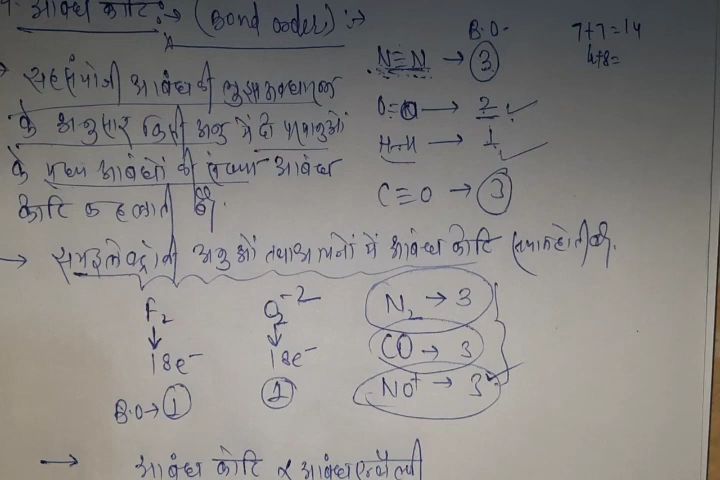 आबंध कोटि :→ (Bond order) :→
→ सहसंयोजी आबंध की लुइस अवधारणा
के अनुसार किसी अणु में दो परमाणुओं
के मध्य आबंधों की संख्या आबंध
कोटि कहलाती है.
B.O-
N≡N → 3
O=O → 2
H-H → 1
C≡O → 3
7+7=14
→ समइलेक्ट्रोनी अणुओं तथा आयनों में आबंध कोटि समान होती है.
F₂ O₂⁻² N₂ → 3
↓ ↓ CO → 3
18e⁻ 18e⁻ NO⁺ → 3
B.O → 1 1
→ आबंध कोटि ∝ आबंध एन्थैल्पी